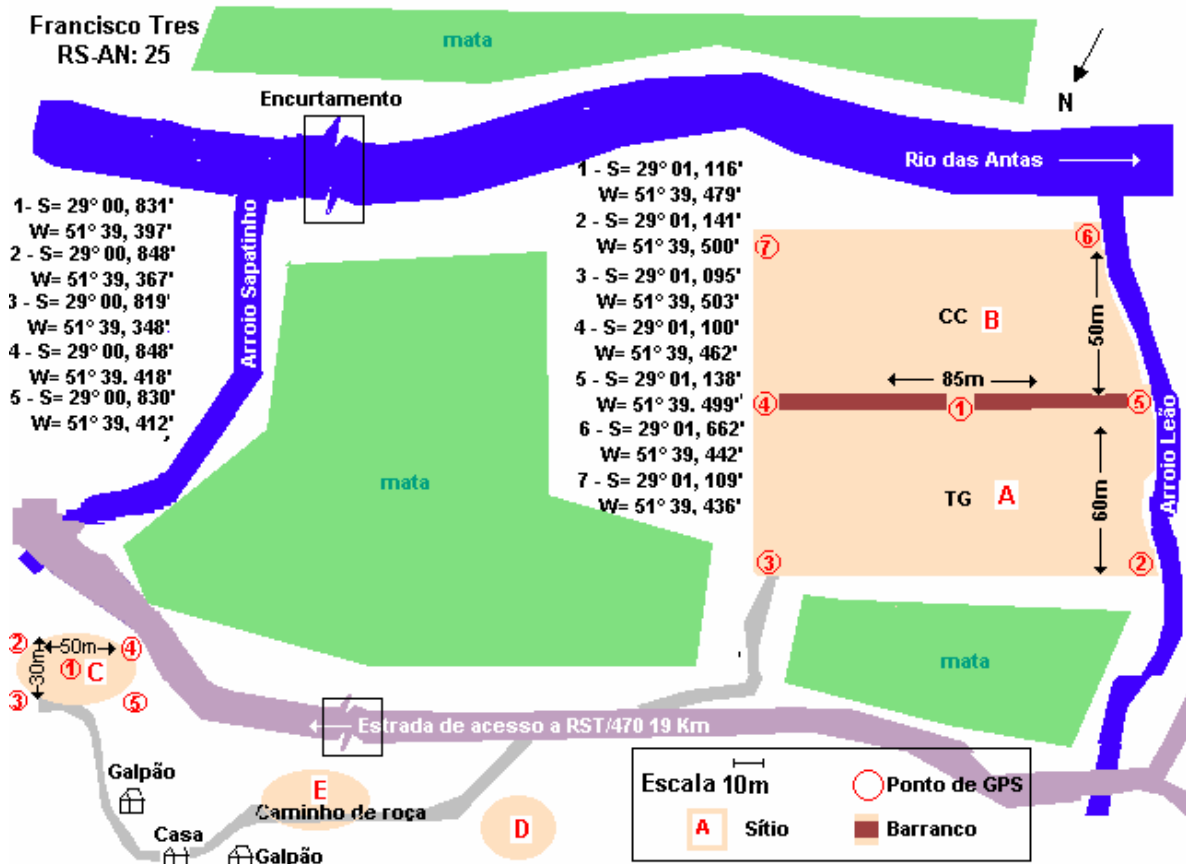 Francisco Tres
RS-AN: 25
mata
N
Encurtamento
Rio das Antas
1- S= 29° 00, 831'
W= 51° 39, 397'
2 - S= 29° 00, 848'
W= 51° 39, 367'
3 - S= 29° 00, 819'
W= 51° 39, 348'
4 - S= 29° 00, 848'
W= 51° 39. 418'
5 - S= 29° 00, 830'
W= 51° 39, 412'
Arroio Sapatinho
1 - S= 29° 01, 116'
W= 51° 39, 479'
2 - S= 29° 01, 141'
W= 51° 39, 500'
3 - S= 29° 01, 095'
W= 51° 39, 503'
4 - S= 29° 01, 100'
W= 51° 39, 462'
5 - S= 29° 01, 138'
W= 51° 39. 499'
6 - S= 29° 01, 662'
W= 51° 39, 442'
7 - S= 29° 01, 109'
W= 51° 39, 436'
7
6
CC B
50m
85m
4
1
5
Arroio Leão
TG A
60m
3
2
mata
mata
2
50m
4
30m
1 C
3
5
Estrada de acesso a RST/470 19 Km
Galpão
E
Caminho de roça
D
Casa
Galpão
Escala 10m
Ponto de GPS
A Sítio
Barranco